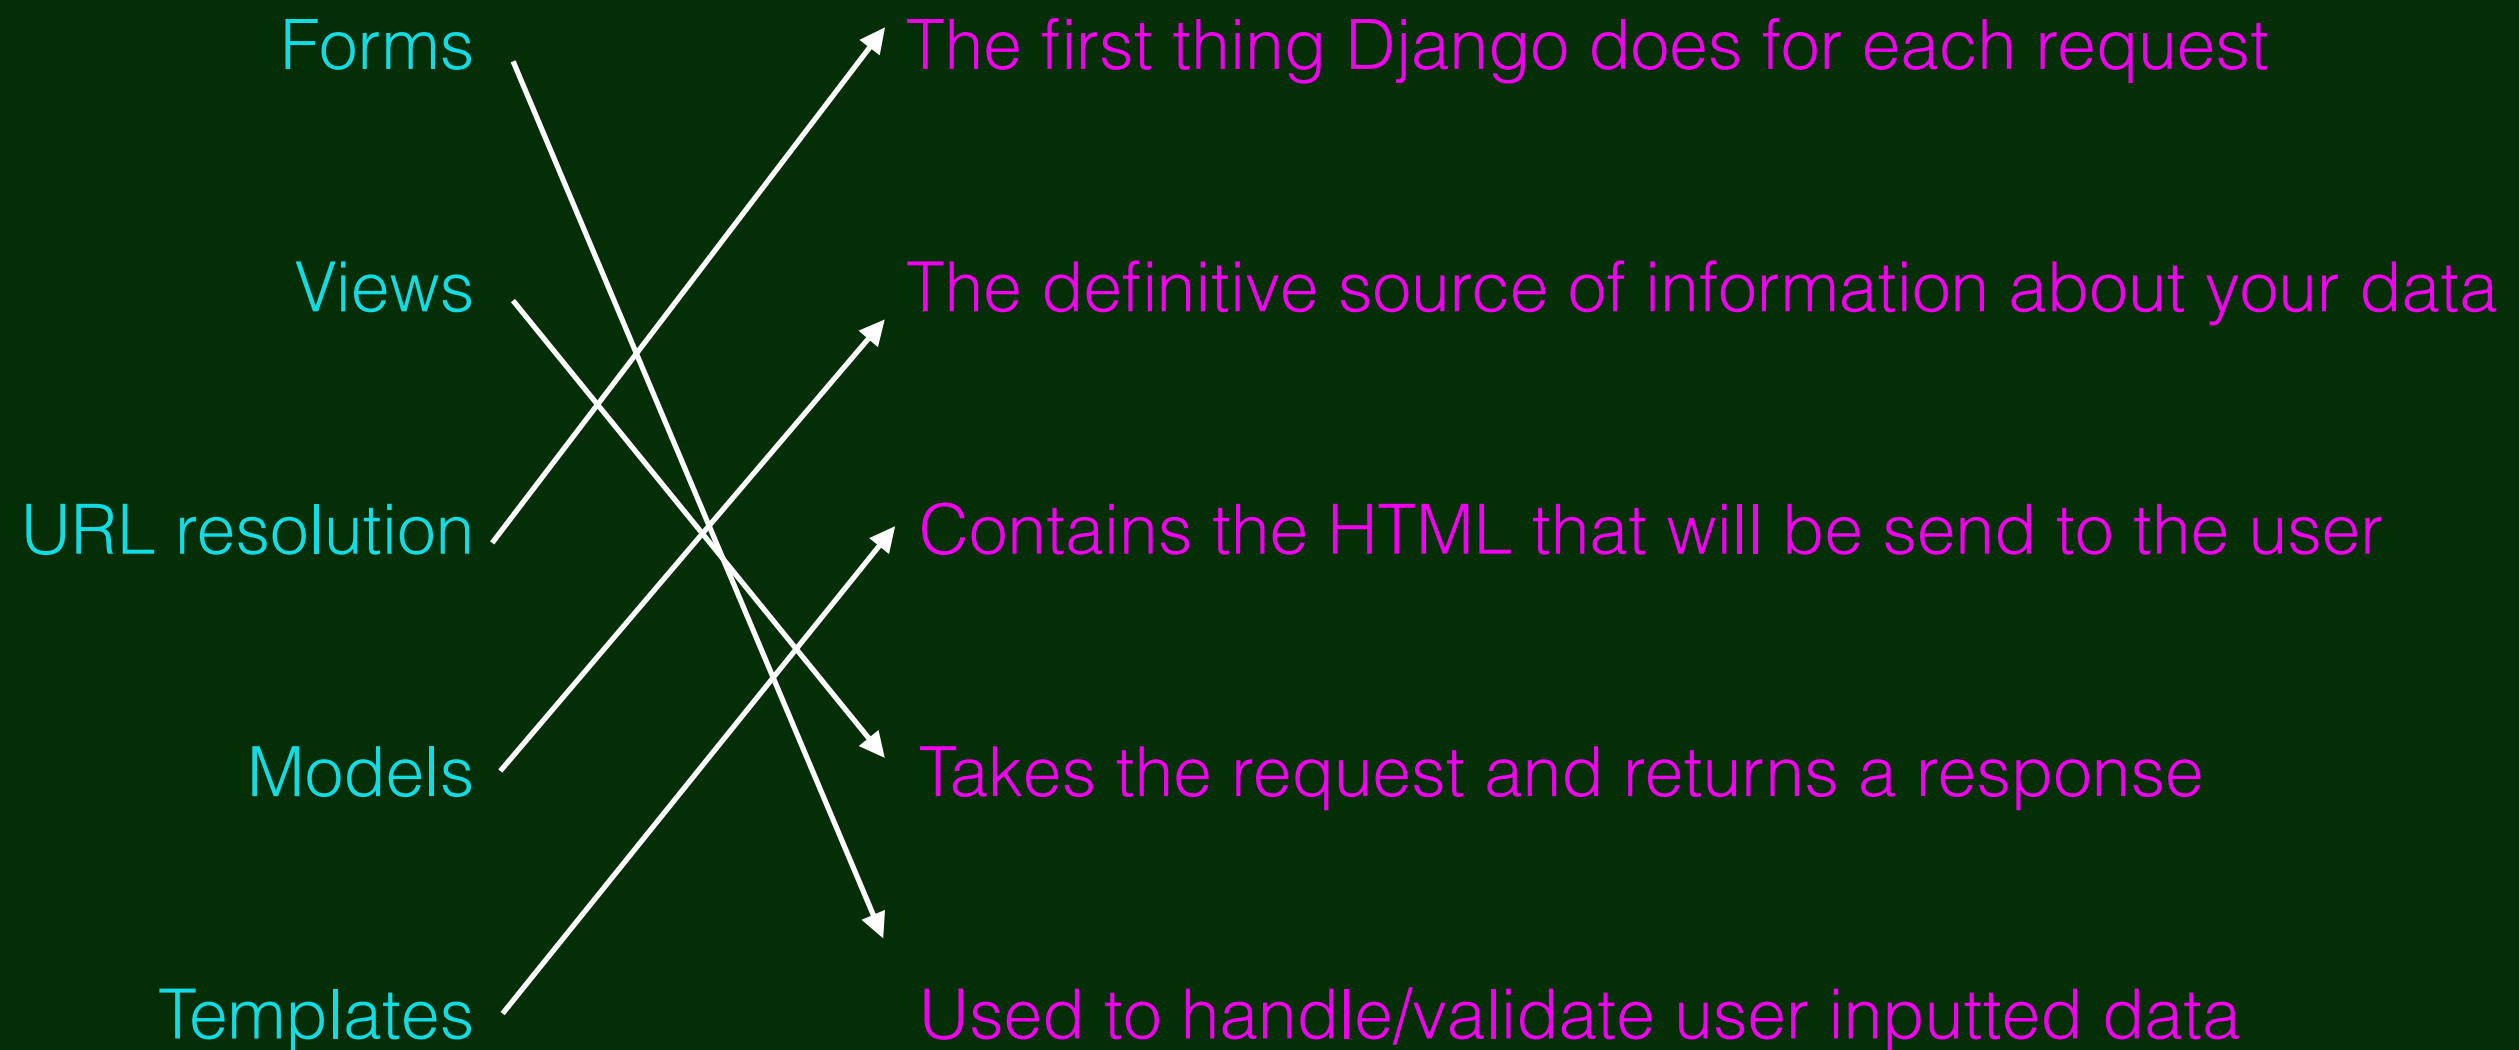 Forms
The first thing Django does for each request
Views
The definitive source of information about your data
URL resolution
Contains the HTML that will be send to the user
Models
Takes the request and returns a response
Templates
Used to handle/validate user inputted data